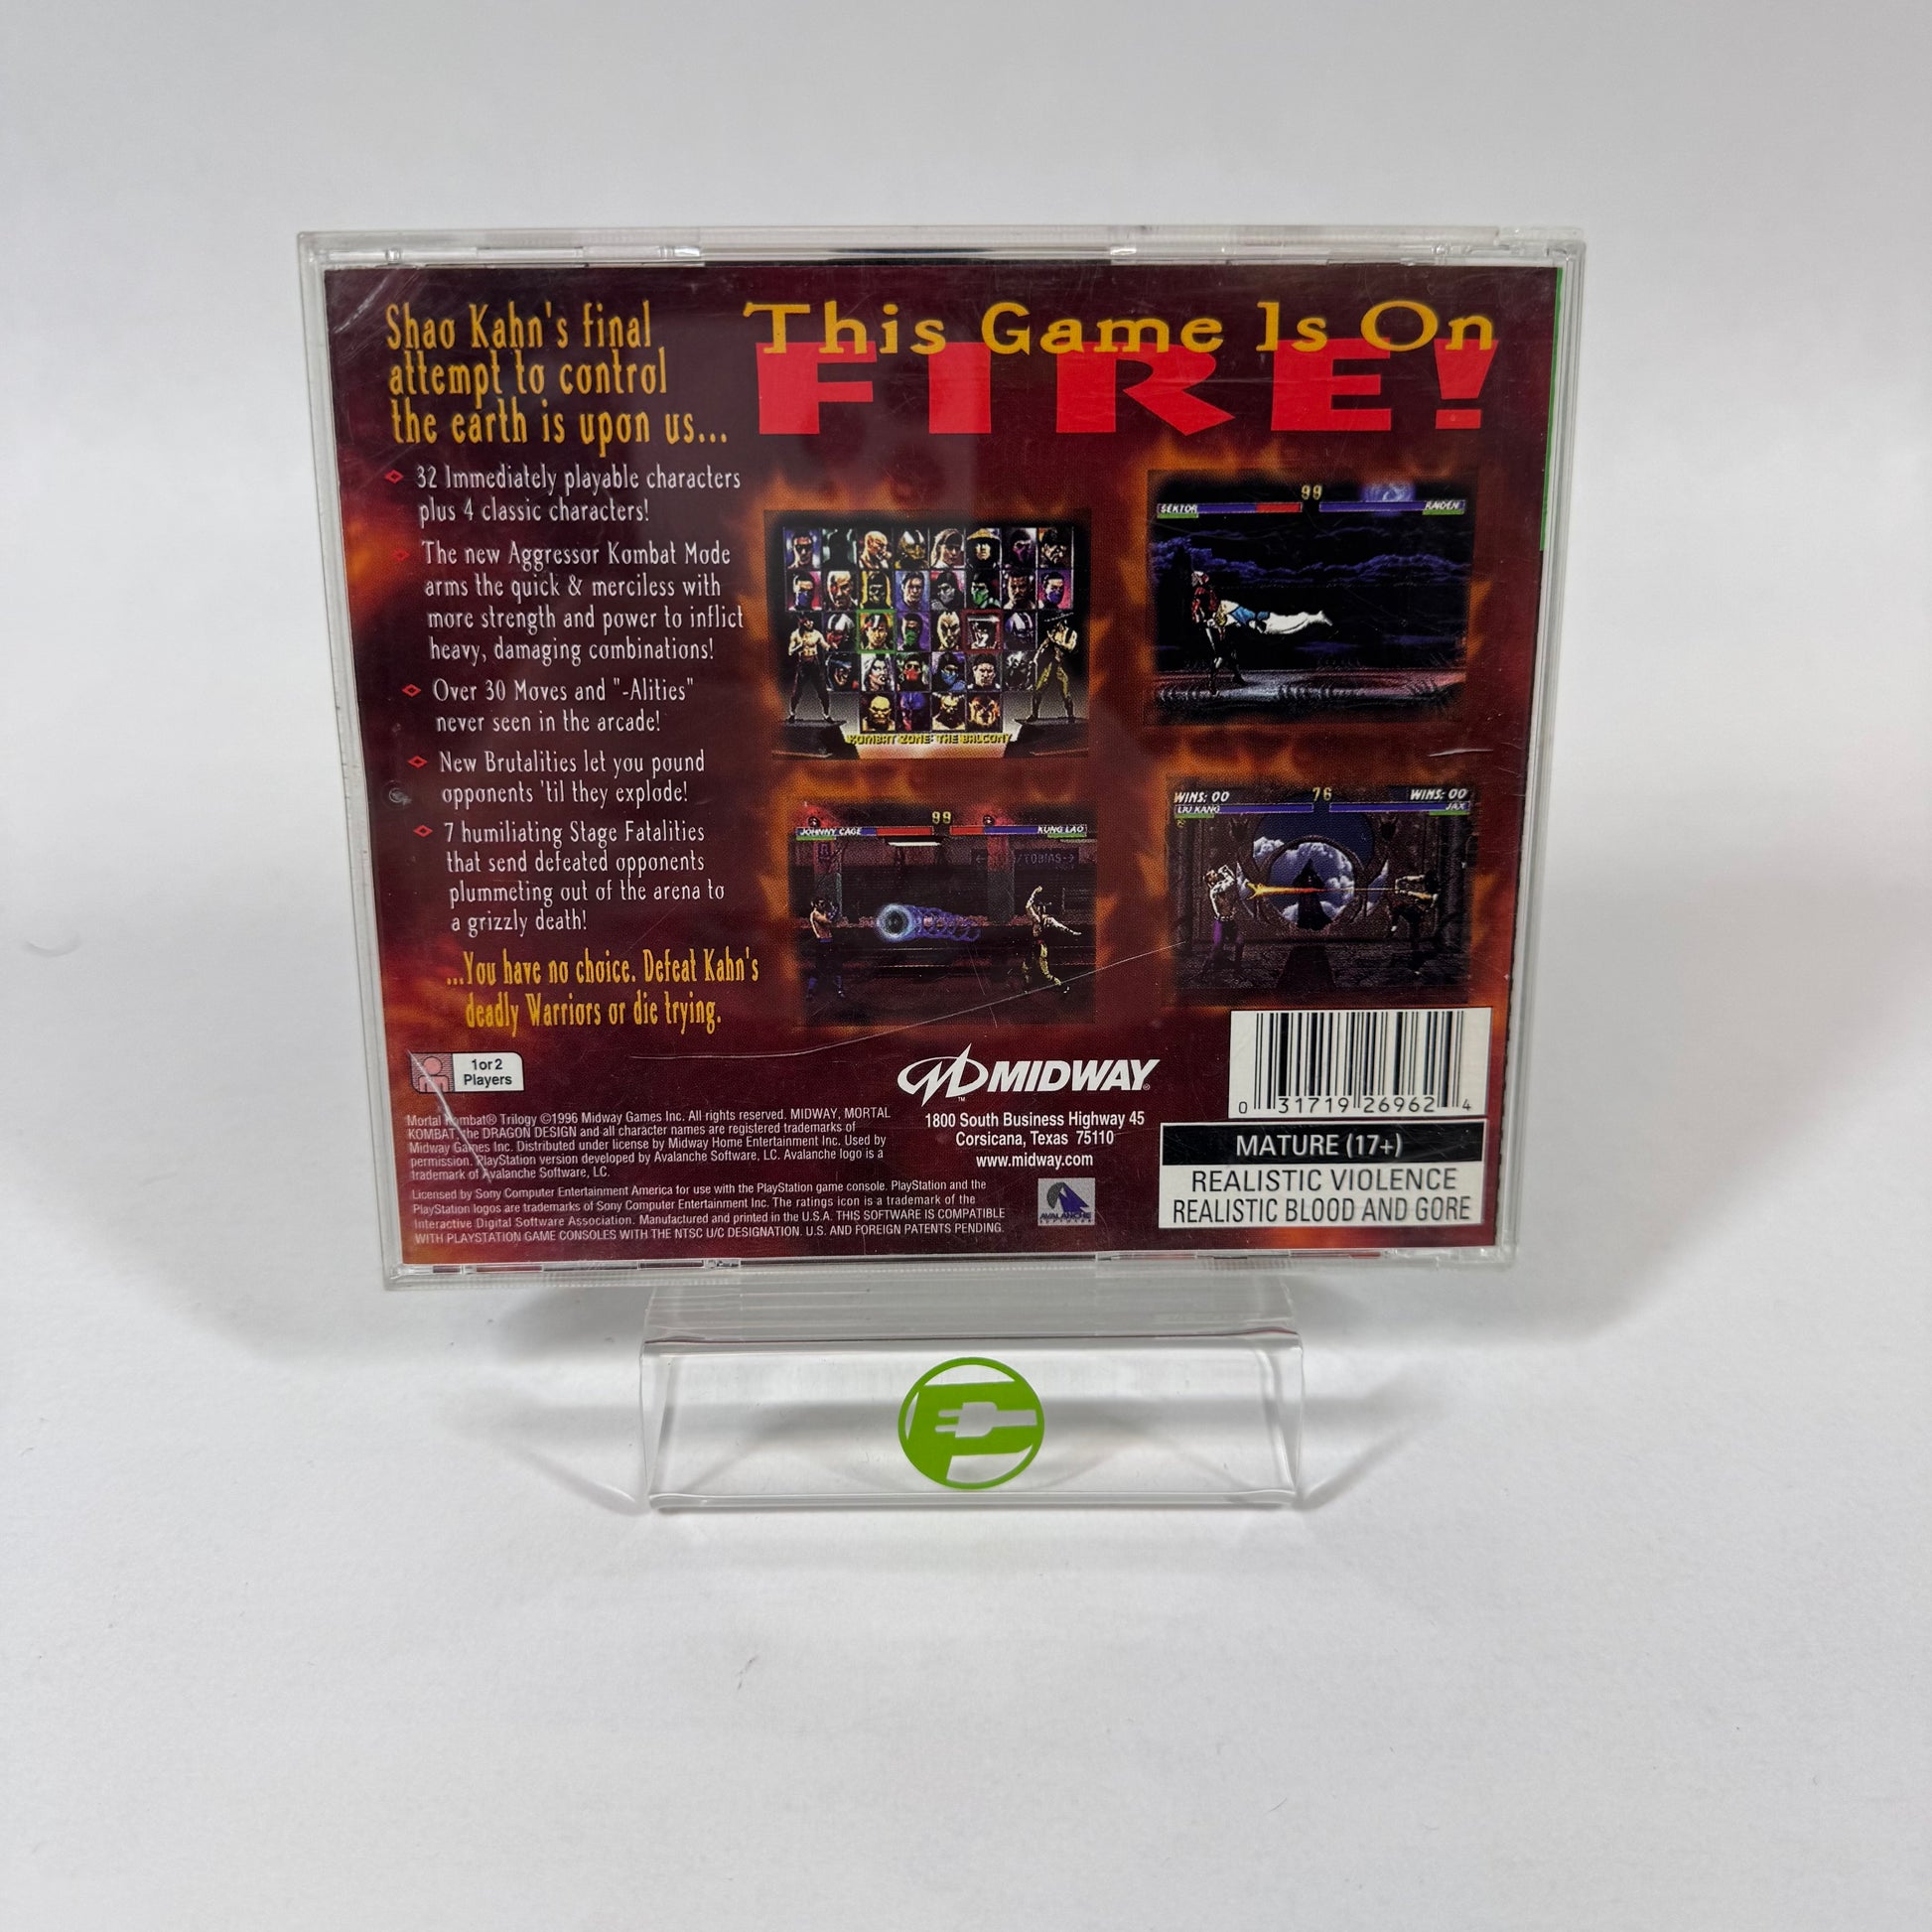 Shao Kahn's final
attempt to control
the earth is upon us...
32 Immediately playable characters
plus 4 classic characters!
The new Aggressor Kombat Mode
arms the quick & merciless with
more strength and power to inflict
heavy, damaging combinations!
Over 30 Moves and "-Alities"
never seen in the arcade!
New Brutalities let you pound
opponents 'til they explode!
7 humiliating Stage Fatalities
that send defeated opponents
plummeting out of the arena to
a grizzly death!
...You have no choice. Defeat Kahn's
deadly Warriors or die trying.
This Game Is On
FIRE!
KOMBAT ZONE: THE BALCONY
99
SEKTOR RAIDEN
99
JOHNNY CAGE KUNG LAO
/TOBIAS
WINS: 00 76 WINS: 00
LIU KANG JAX
1 or 2
Players
Mortal Kombat® Trilogy ©1996 Midway Games Inc. All rights reserved. MIDWAY, MORTAL
KOMBAT, the DRAGON DESIGN and all character names are registered trademarks of
Midway Games Inc. Distributed under license by Midway Home Entertainment Inc. Used by
permission. PlayStation version developed by Avalanche Software, LC. Avalanche logo is a
trademark of Avalanche Software, LC.
Licensed by Sony Computer Entertainment America for use with the PlayStation game console. PlayStation and the
PlayStation logos are trademarks of Sony Computer Entertainment Inc. The ratings icon is a trademark of the
Interactive Digital Software Association. Manufactured and printed in the U.S.A. THIS SOFTWARE IS COMPATIBLE
WITH PLAYSTATION GAME CONSOLES WITH THE NTSC U/C DESIGNATION. U.S. AND FOREIGN PATENTS PENDING.
MIDWAY®
TM
1800 South Business Highway 45
Corsicana, Texas 75110
www.midway.com
AVALANCHE
SOFTWARE
0 31719 26962 4
MATURE (17+)
REALISTIC VIOLENCE
REALISTIC BLOOD AND GORE